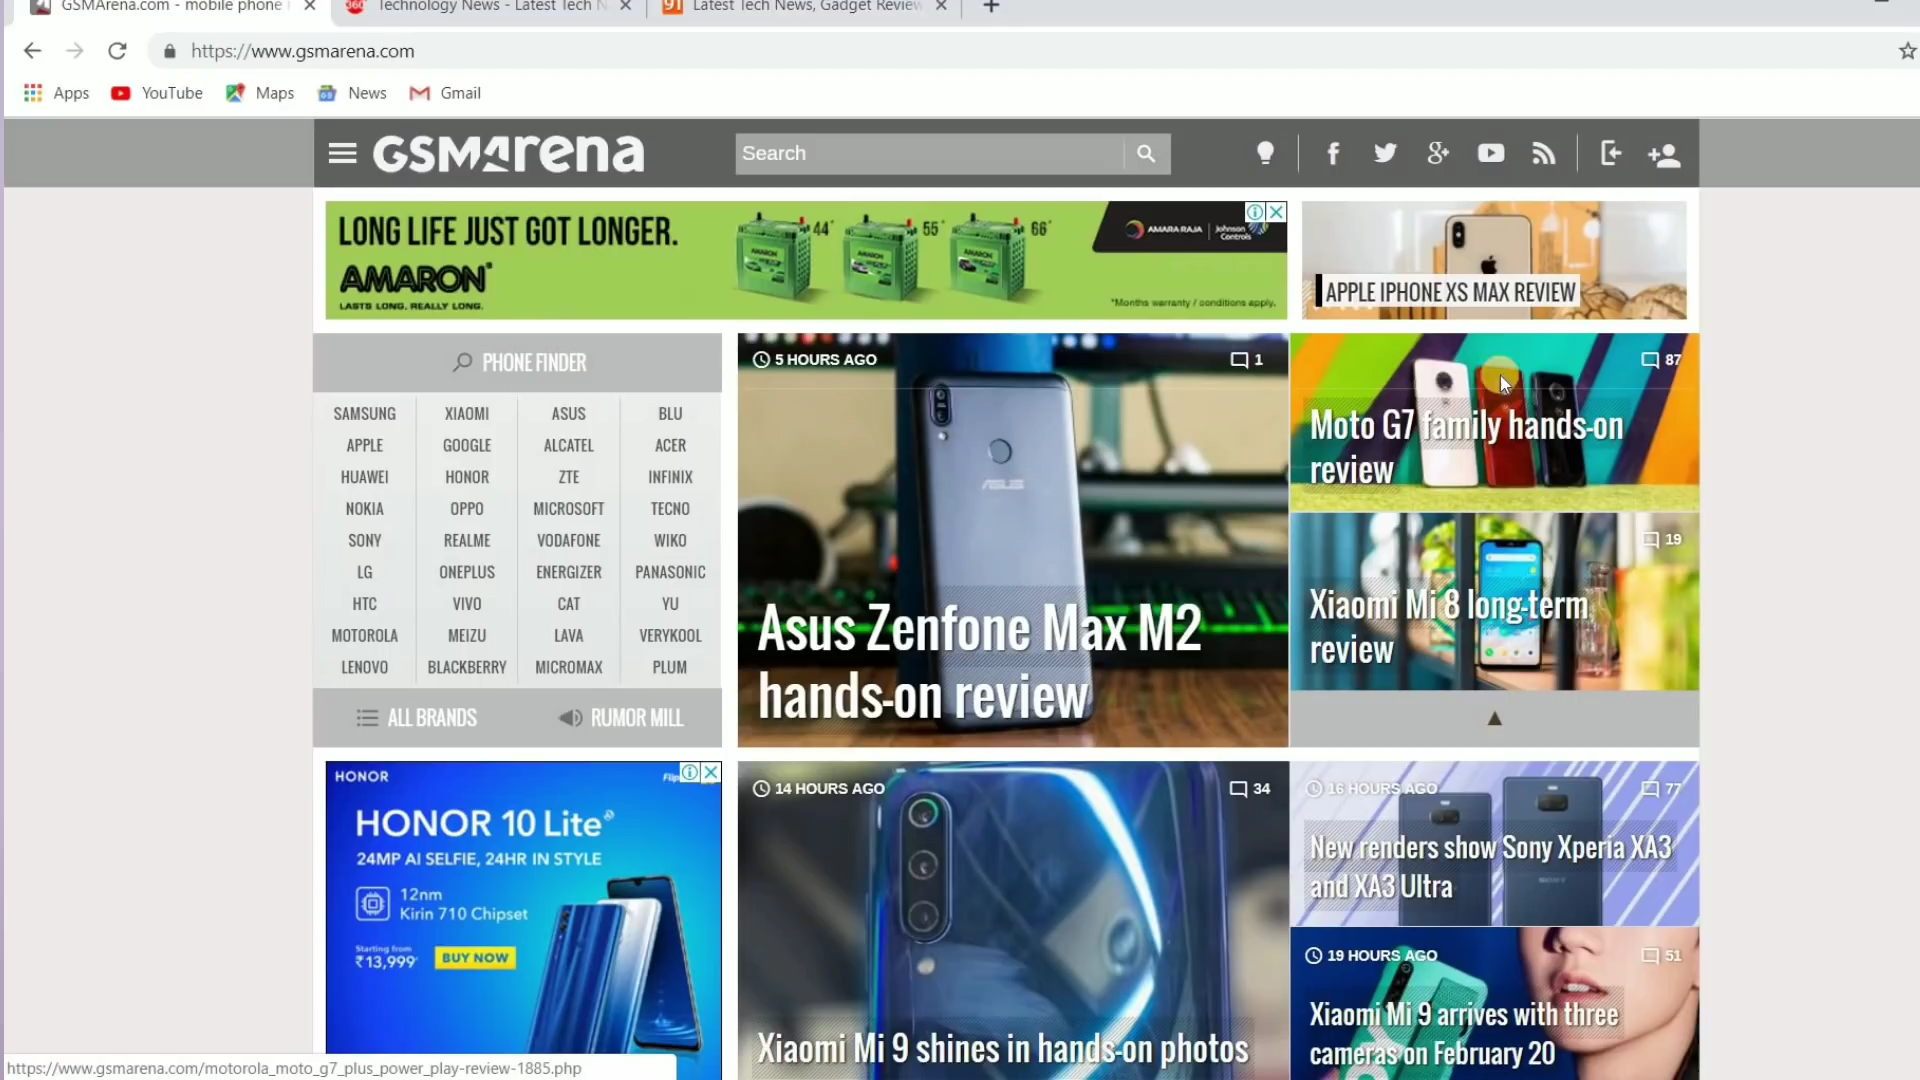 GSMArena.com - mobile phone
Technology News - Latest Tech N
91
Latest Tech News, Gadget Review
https://www.gsmarena.com
Apps
YouTube
Maps
News
Gmail
GSMArena
Search
LONG LIFE JUST GOT LONGER.
AMARON
LASTS LONG. REALLY LONG.
44*
55*
66*
AMARA RAJA
Johnson
Controls
*Months warranty / conditions apply.
APPLE IPHONE XS MAX REVIEW
PHONE FINDER
SAMSUNG XIAOMI ASUS BLU
APPLE GOOGLE ALCATEL ACER
HUAWEI HONOR ZTE INFINIX
NOKIA OPPO MICROSOFT TECNO
SONY REALME VODAFONE WIKO
LG ONEPLUS ENERGIZER PANASONIC
HTC VIVO CAT YU
MOTOROLA MEIZU LAVA VERYKOOL
LENOVO BLACKBERRY MICROMAX PLUM
ALL BRANDS
RUMOR MILL
5 HOURS AGO
1
ASUS
Asus Zenfone Max M2
hands-on review
87
Moto G7 family hands-on
review
19
Xiaomi Mi 8 long-term
review
HONOR
Flip
HONOR 10 Lite
24MP AI SELFIE, 24HR IN STYLE
12nm
Kirin 710 Chipset
Starting from
₹13,999*
BUY NOW
14 HOURS AGO
34
Xiaomi Mi 9 shines in hands-on photos
16 HOURS AGO
77
New renders show Sony Xperia XA3
and XA3 Ultra
SONY
19 HOURS AGO
51
Xiaomi Mi 9 arrives with three
cameras on February 20
https://www.gsmarena.com/motorola_moto_g7_plus_power_play-review-1885.php